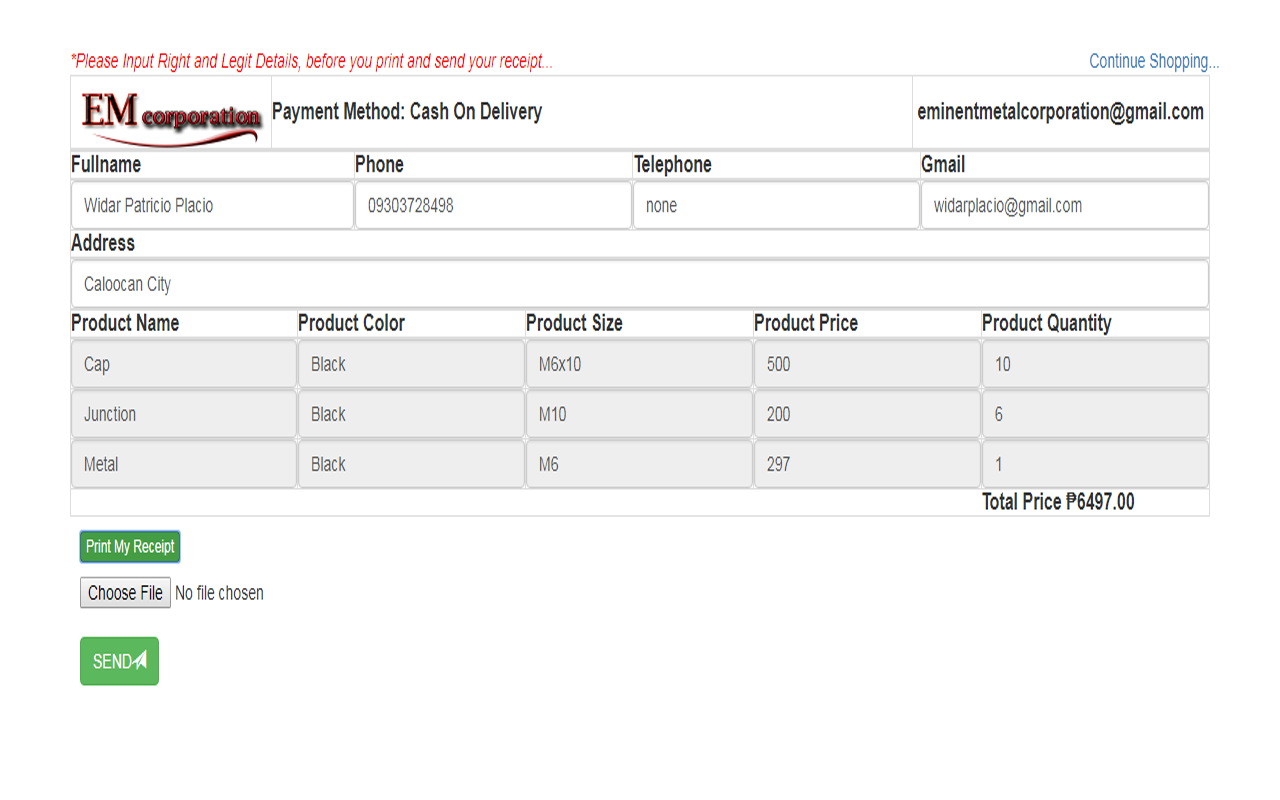 *Please Input Right and Legit Details, before you print and send your receipt... Continue Shopping...
EM corporation Payment Method: Cash On Delivery eminentmetalcorporation@gmail.com
Fullname Phone Telephone Gmail
Widar Patricio Placio 09303728498 none widarplacio@gmail.com
Address
Caloocan City
Product Name Product Color Product Size Product Price Product Quantity
Cap Black M6x10 500 10
Junction Black M10 200 6
Metal Black M6 297 1
Total Price ₱6497.00
Print My Receipt
Choose File No file chosen
SEND